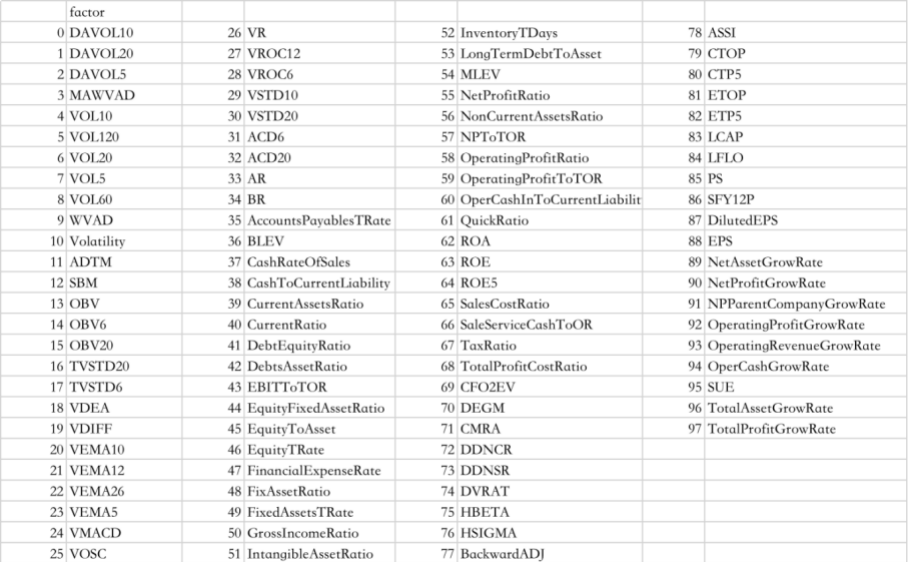 factor
0 DAVOL10 26 VR 52 InventoryTDays 78 ASSI
1 DAVOL20 27 VROC12 53 LongTermDebtToAsset 79 CTOP
2 DAVOL5 28 VROC6 54 MLEV 80 CTP5
3 MAWVAD 29 VSTD10 55 NetProfitRatio 81 ETOP
4 VOL10 30 VSTD20 56 NonCurrentAssetsRatio 82 ETP5
5 VOL120 31 ACD6 57 NPToTOR 83 LCAP
6 VOL20 32 ACD20 58 OperatingProfitRatio 84 LFLO
7 VOL5 33 AR 59 OperatingProfitToTOR 85 PS
8 VOL60 34 BR 60 OperCashInToCurrentLiabilit 86 SFY12P
9 WVAD 35 AccountsPayablesTRate 61 QuickRatio 87 DilutedEPS
10 Volatility 36 BLEV 62 ROA 88 EPS
11 ADTM 37 CashRateOfSales 63 ROE 89 NetAssetGrowRate
12 SBM 38 CashToCurrentLiability 64 ROE5 90 NetProfitGrowRate
13 OBV 39 CurrentAssetsRatio 65 SalesCostRatio 91 NPParentCompanyGrowRate
14 OBV6 40 CurrentRatio 66 SaleServiceCashToOR 92 OperatingProfitGrowRate
15 OBV20 41 DebtEquityRatio 67 TaxRatio 93 OperatingRevenueGrowRate
16 TVSTD20 42 DebtsAssetRatio 68 TotalProfitCostRatio 94 OperCashGrowRate
17 TVSTD6 43 EBITToTOR 69 CFO2EV 95 SUE
18 VDEA 44 EquityFixedAssetRatio 70 DEGM 96 TotalAssetGrowRate
19 VDIFF 45 EquityToAsset 71 CMRA 97 TotalProfitGrowRate
20 VEMA10 46 EquityTRate 72 DDNCR
21 VEMA12 47 FinancialExpenseRate 73 DDNSR
22 VEMA26 48 FixAssetRatio 74 DVRAT
23 VEMA5 49 FixedAssetsTRate 75 HBETA
24 VMACD 50 GrossIncomeRatio 76 HSIGMA
25 VOSC 51 IntangibleAssetRatio 77 BackwardADJ